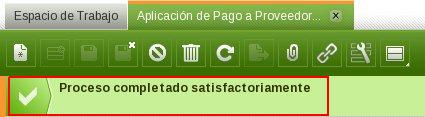 Espacio de Trabajo
Aplicación de Pago a Proveedor...
Proceso completado satisfactoriamente